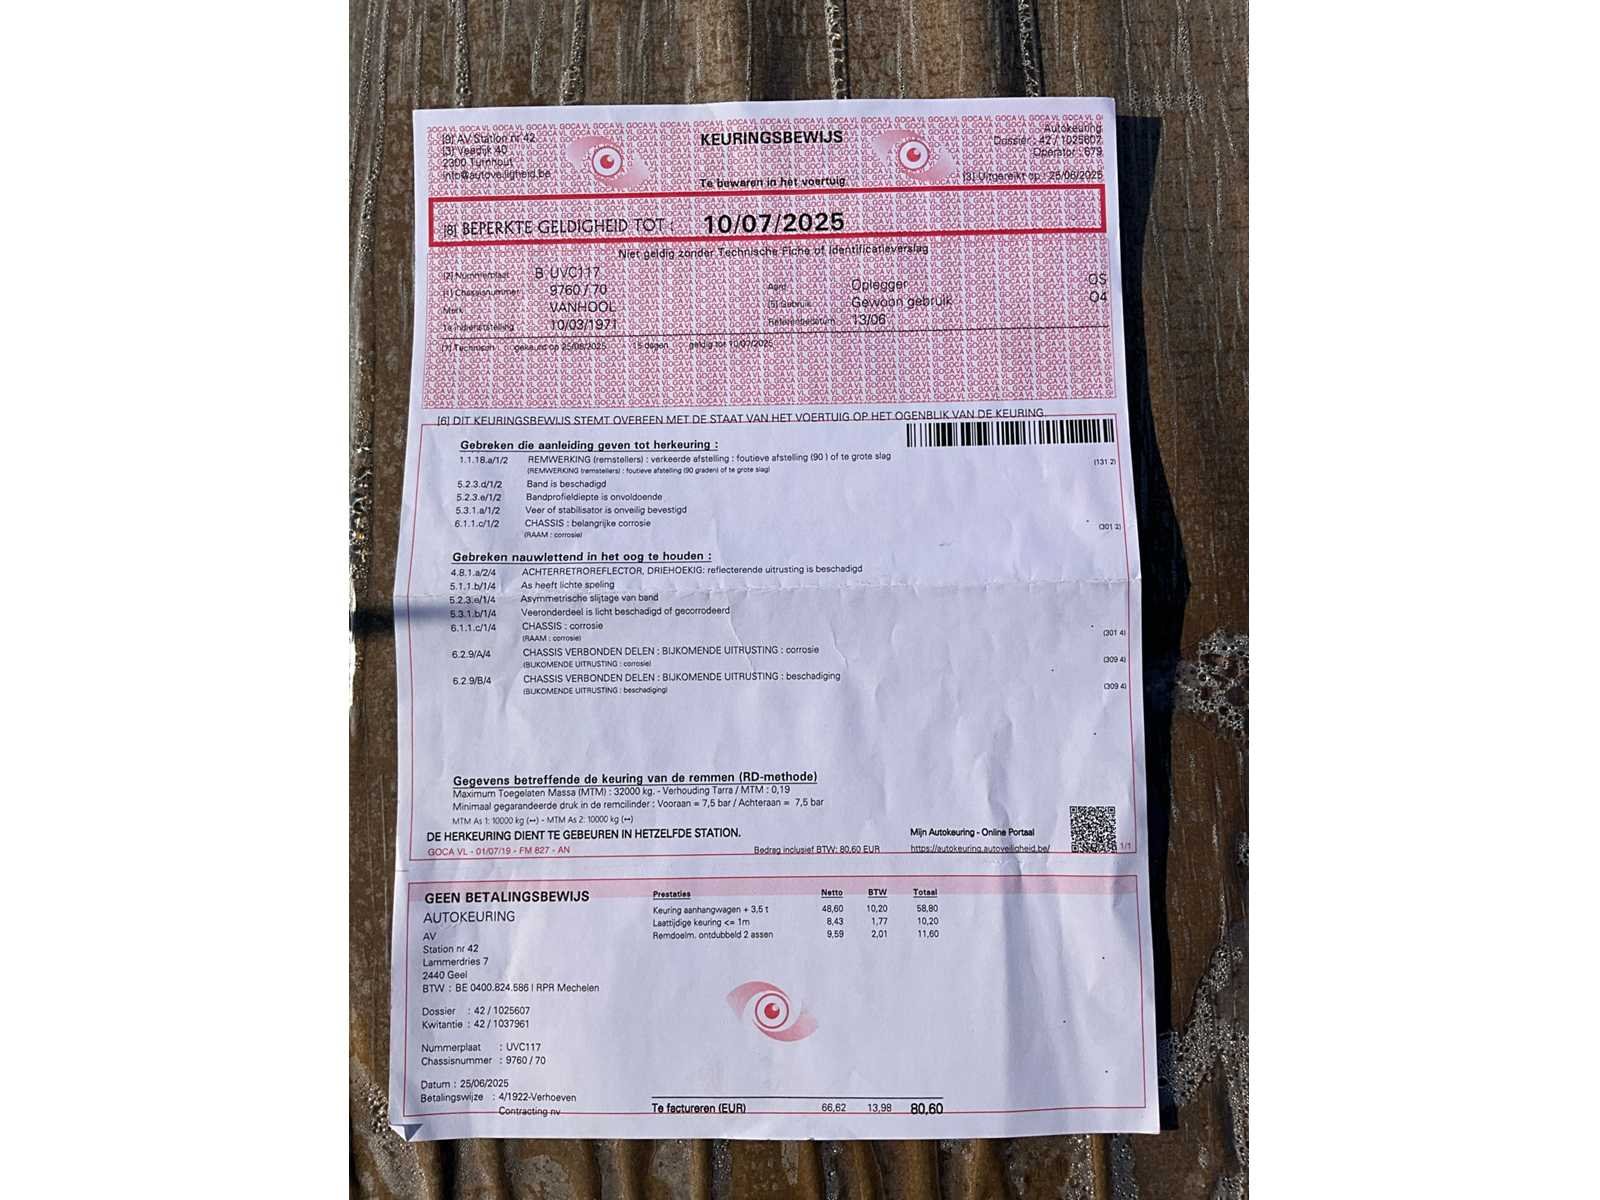 [9] AV Station nr 42
[3] Veedijk 40
2300 Turnhout
info@autoveiligheid.be
KEURINGSBEWIJS
Te bewaren in het voertuig
Autokeuring
Dossier : 42 / 1025607
Operator : 679
[3] Uitgereikt op : 25/06/2025
[8] BEPERKTE GELDIGHEID TOT : 10/07/2025
Niet geldig zonder Technische Fiche of Identificatieverslag
[2] Nummerplaat B UVC117
[1] Chassisnummer 9760 / 70
Merk VANHOOL
1e indienststelling 10/03/1971
Aard Oplegger OS
[5] Gebruik Gewoon gebruik O4
Referentiedatum 13/06
[7] Technisch gekeurd op 25/06/2025 15 dagen geldig tot 10/07/2025
[6] DIT KEURINGSBEWIJS STEMT OVEREEN MET DE STAAT VAN HET VOERTUIG OP HET OGENBLIK VAN DE KEURING.
Gebreken die aanleiding geven tot herkeuring :
1.1.18.a/1/2 REMWERKING (remstellers) : verkeerde afstelling : foutieve afstelling (90 ) of te grote slag (131 2)
(REMWERKING (remstellers) : foutieve afstelling (90 graden) of te grote slag)
5.2.3.d/1/2 Band is beschadigd
5.2.3.e/1/2 Bandprofieldiepte is onvoldoende
5.3.1.a/1/2 Veer of stabilisator is onveilig bevestigd
6.1.1.c/1/2 CHASSIS : belangrijke corrosie (301 2)
(RAAM : corrosie)
Gebreken nauwlettend in het oog te houden :
4.8.1.a/2/4 ACHTERRETROREFLECTOR, DRIEHOEKIG: reflecterende uitrusting is beschadigd
5.1.1.b/1/4 As heeft lichte speling
5.2.3.e/1/4 Asymmetrische slijtage van band
5.3.1.b/1/4 Veeronderdeel is licht beschadigd of gecorrodeerd
6.1.1.c/1/4 CHASSIS : corrosie (301 4)
(RAAM : corrosie)
6.2.9/A/4 CHASSIS VERBONDEN DELEN : BIJKOMENDE UITRUSTING : corrosie (309 4)
(BIJKOMENDE UITRUSTING : corrosie)
6.2.9/B/4 CHASSIS VERBONDEN DELEN : BIJKOMENDE UITRUSTING : beschadiging (309 4)
(BIJKOMENDE UITRUSTING : beschadiging)
Gegevens betreffende de keuring van de remmen (RD-methode)
Maximum Toegelaten Massa (MTM) : 32000 kg. - Verhouding Tarra / MTM : 0,19
Minimaal gegarandeerde druk in de remcilinder : Vooraan = 7,5 bar / Achteraan = 7,5 bar
MTM As 1: 10000 kg (--) - MTM As 2: 10000 kg (--)
DE HERKEURING DIENT TE GEBEUREN IN HETZELFDE STATION.
Mijn Autokeuring - Online Portaal
GOCA VL - 01/07/19 - FM 827 - AN
Bedrag inclusief BTW: 80,60 EUR
https://autokeuring.autoveiligheid.be/
1/1
GEEN BETALINGSBEWIJS
AUTOKEURING
AV
Station nr 42
Lammerdries 7
2440 Geel
BTW : BE 0400.824.586 | RPR Mechelen
Dossier : 42 / 1025607
Kwitantie : 42 / 1037961
Nummerplaat : UVC117
Chassisnummer : 9760 / 70
Datum : 25/06/2025
Betalingswijze : 4/1922-Verhoeven
Contracting nv
Prestaties Netto BTW Totaal
Keuring aanhangwagen + 3,5 t 48,60 10,20 58,80
Laattijdige keuring <= 1m 8,43 1,77 10,20
Remdoelm. ontdubbeld 2 assen 9,59 2,01 11,60
Te factureren (EUR) 66,62 13,98 80,60